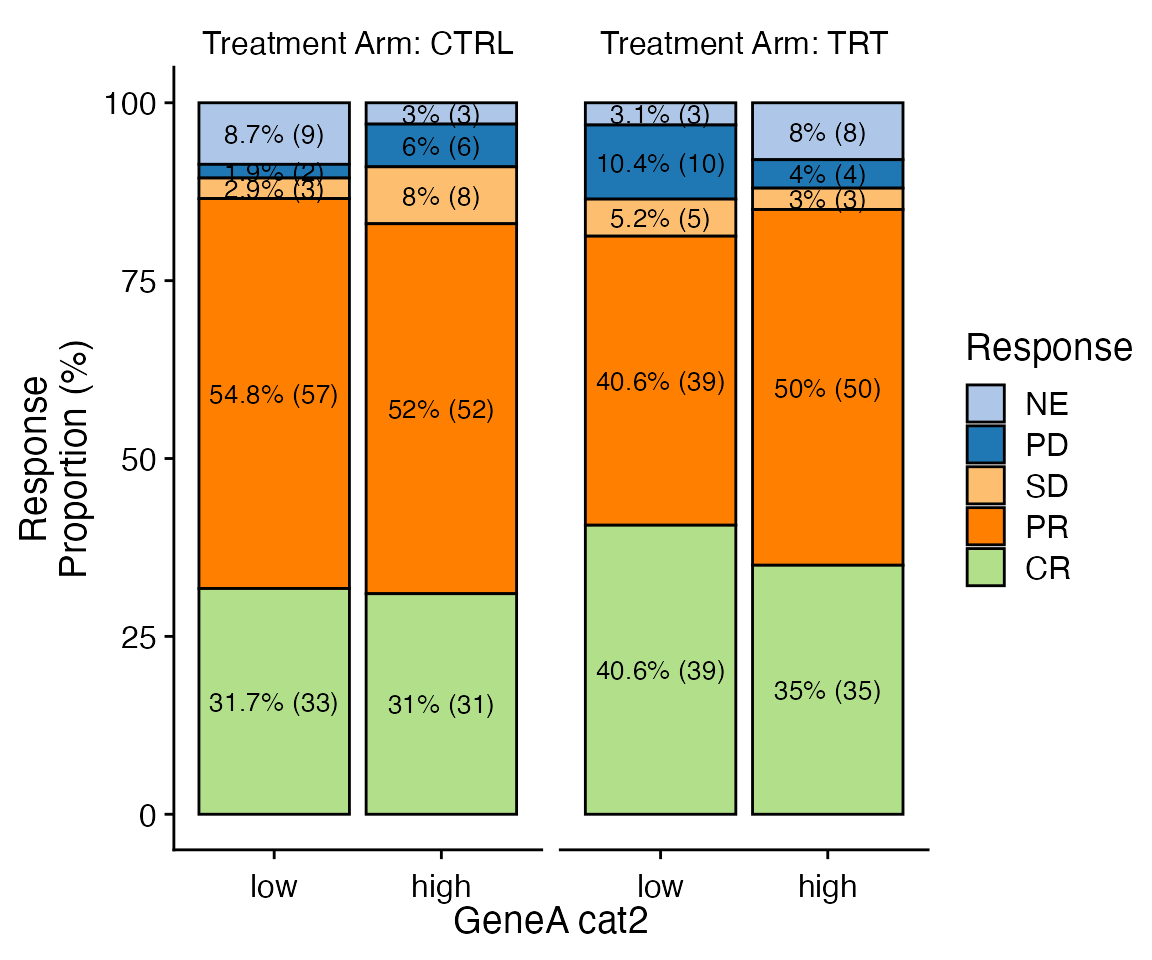 Treatment Arm: CTRL
Treatment Arm: TRT
100
75
50
25
0
Response
Proportion (%)
8.7% (9)
1.9% (2)
2.9% (3)
54.8% (57)
31.7% (33)
3% (3)
6% (6)
8% (8)
52% (52)
31% (31)
3.1% (3)
10.4% (10)
5.2% (5)
40.6% (39)
40.6% (39)
8% (8)
4% (4)
3% (3)
50% (50)
35% (35)
low
high
low
high
GeneA cat2
Response
NE
PD
SD
PR
CR